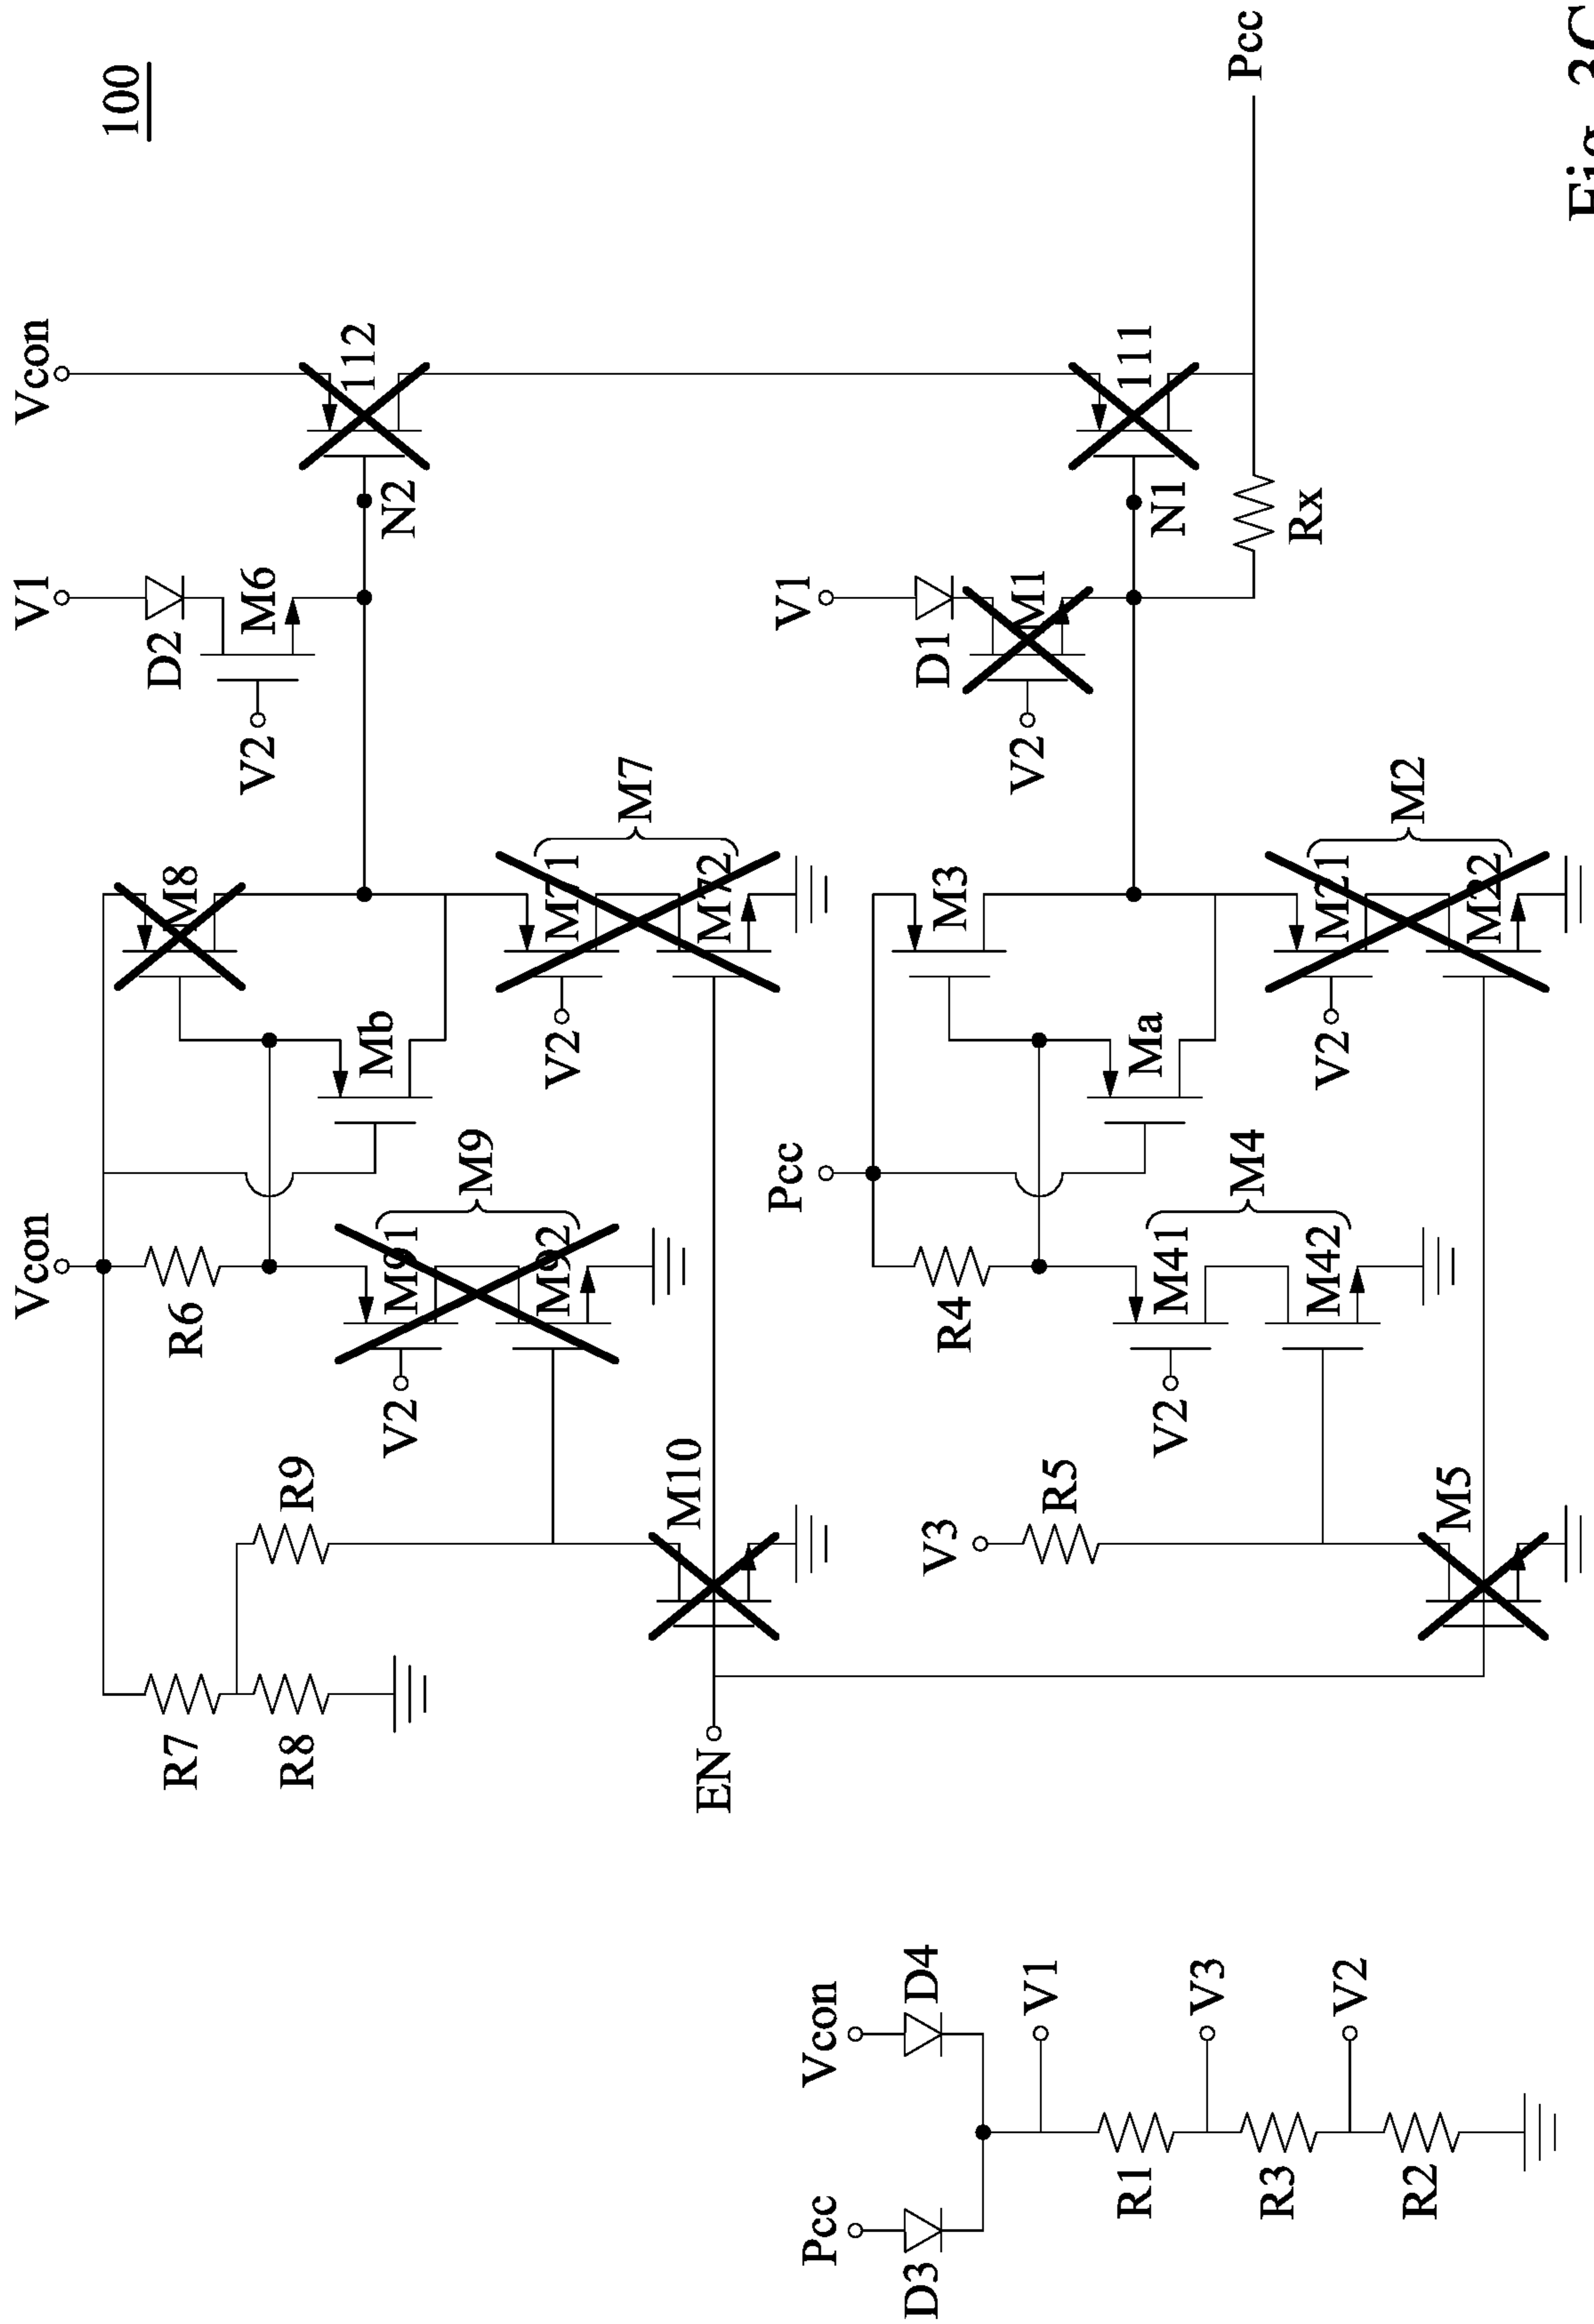 100
Vcon
V1
Vcon
D2
M6
V2
N2
112
M8
Mb
R6
M9
M91
M92
V2
M7
M71
M72
V2
R7
R8
R9
M10
EN
V1
D1
M1
V2
N1
111
Rx
Pcc
Pcc
M3
Ma
R4
M4
M41
M42
V2
M2
M21
M22
V2
V3
R5
M5
Pcc
Vcon
D3
D4
V1
R1
V3
R3
V2
R2